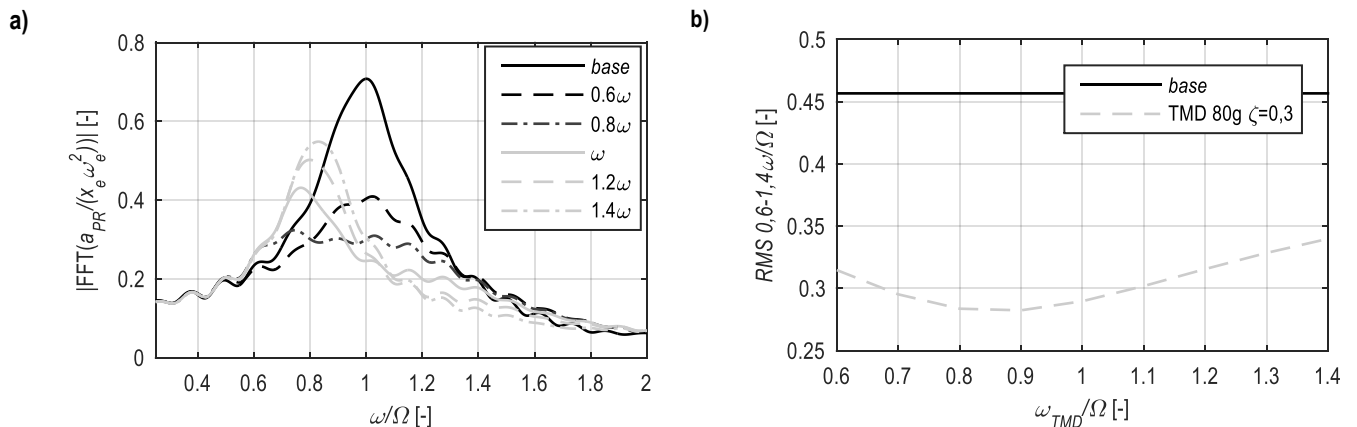 a)
|FFT(a_PR/(x_e ω_e^2))| [-]
0.8
0.6
0.4
0.2
0
0.4 0.6 0.8 1 1.2 1.4 1.6 1.8 2
ω/Ω [-]
base
0.6ω
0.8ω
ω
1.2ω
1.4ω
b)
RMS 0,6-1,4ω/Ω [-]
0.5
0.45
0.4
0.35
0.3
0.25
0.6 0.7 0.8 0.9 1 1.1 1.2 1.3 1.4
ω_TMD/Ω [-]
base
TMD 80g ζ=0,3